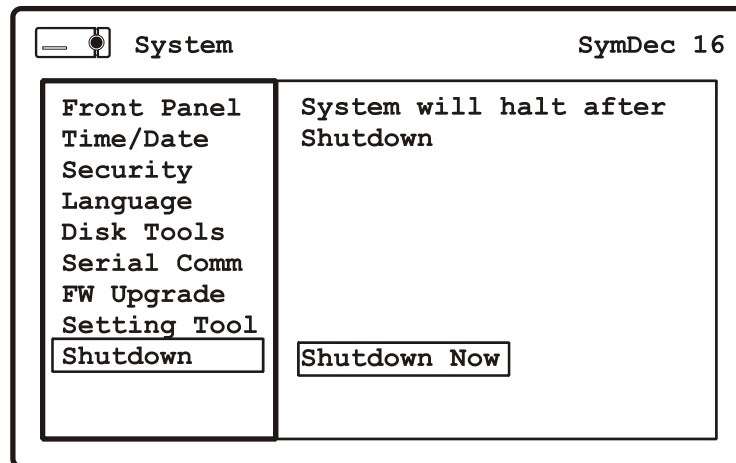 System
SymDec 16
Front Panel
Time/Date
Security
Language
Disk Tools
Serial Comm
FW Upgrade
Setting Tool
Shutdown
System will halt after
Shutdown
Shutdown Now